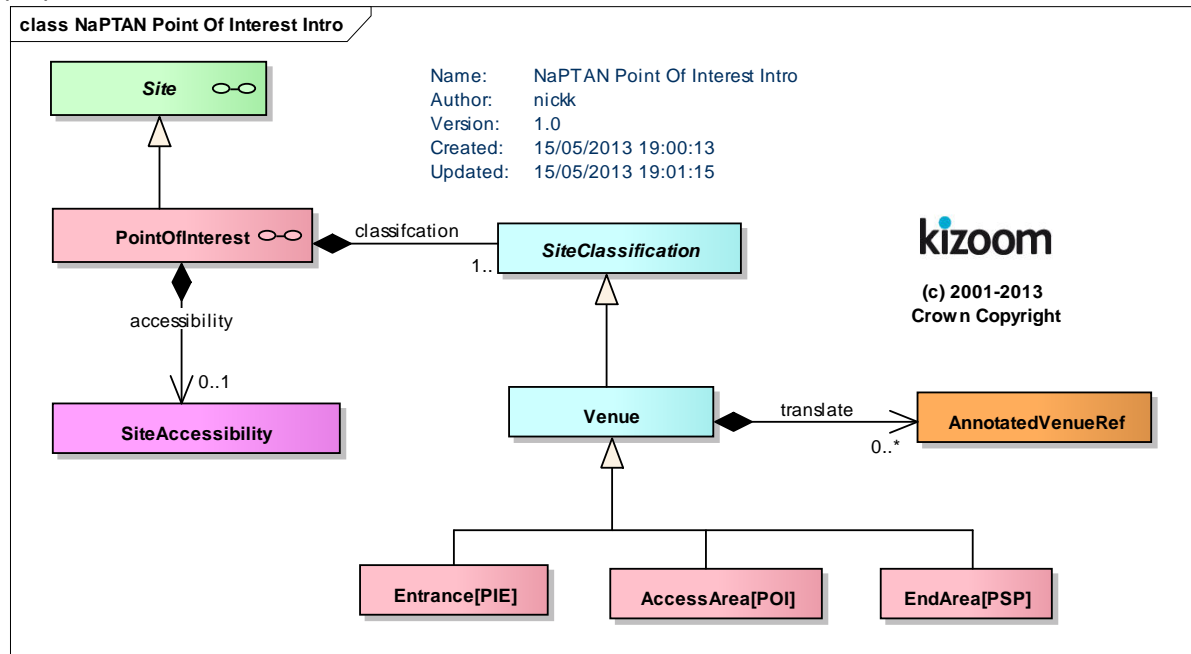 class NaPTAN Point Of Interest Intro
Site
Name: NaPTAN Point Of Interest Intro
Author: nickk
Version: 1.0
Created: 15/05/2013 19:00:13
Updated: 15/05/2013 19:01:15
PointOfInterest
classifcation
1..
SiteClassification
kizoom
(c) 2001-2013
Crown Copyright
accessibility
0..1
SiteAccessibility
Venue
translate
0..*
AnnotatedVenueRef
Entrance[PIE]
AccessArea[POI]
EndArea[PSP]